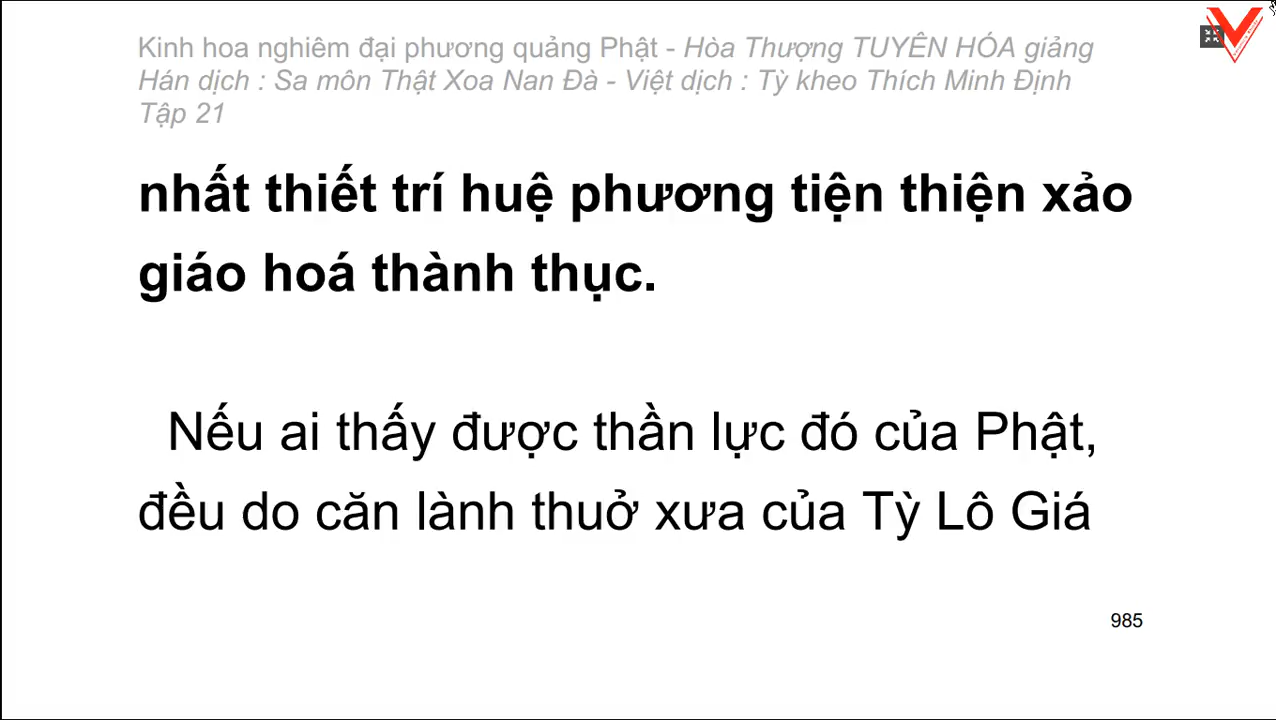 Kinh hoa nghiêm đại phương quảng Phật - Hòa Thượng TUYÊN HÓA giảng
Hán dịch : Sa môn Thật Xoa Nan Đà - Việt dịch : Tỳ kheo Thích Minh Định
Tập 21
nhất thiết trí huệ phương tiện thiện xảo
giáo hoá thành thục.
Nếu ai thấy được thần lực đó của Phật,
đều do căn lành thuở xưa của Tỳ Lô Giá
985